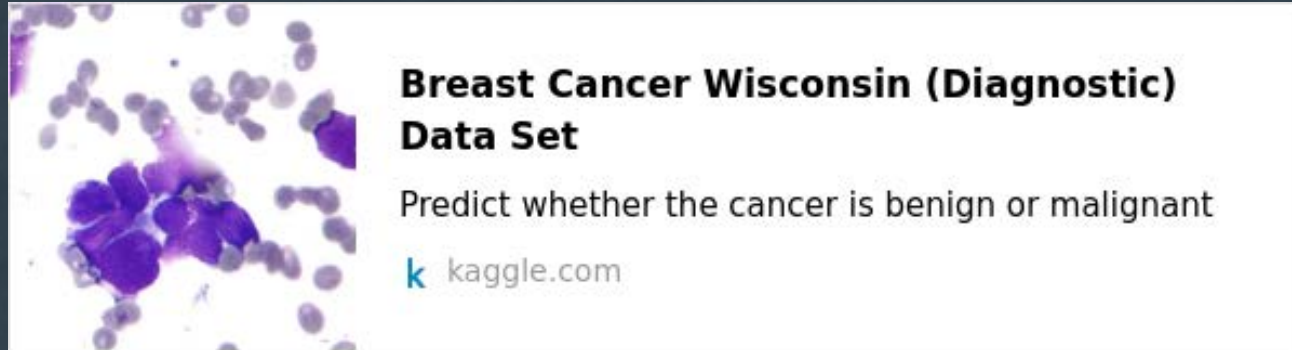 Breast Cancer Wisconsin (Diagnostic)
Data Set
Predict whether the cancer is benign or malignant
k kaggle.com